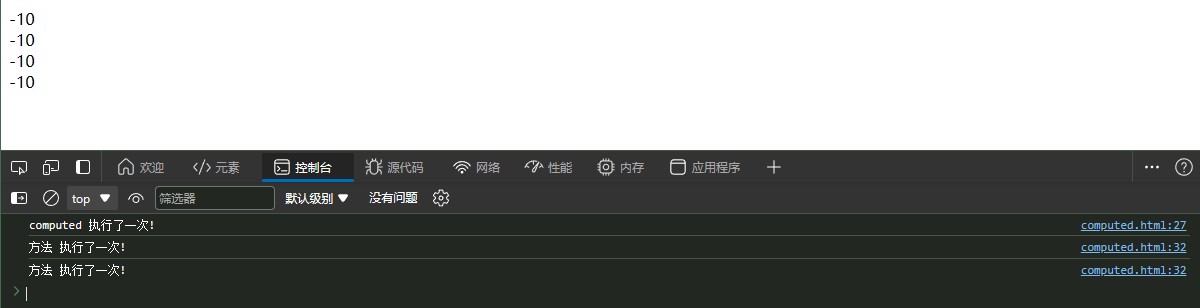 -10
-10
-10
-10
欢迎 元素 控制台 源代码 网络 性能 内存 应用程序
top 筛选器 默认级别 没有问题
computed 执行了一次! computed.html:27
方法 执行了一次! computed.html:32
方法 执行了一次! computed.html:32